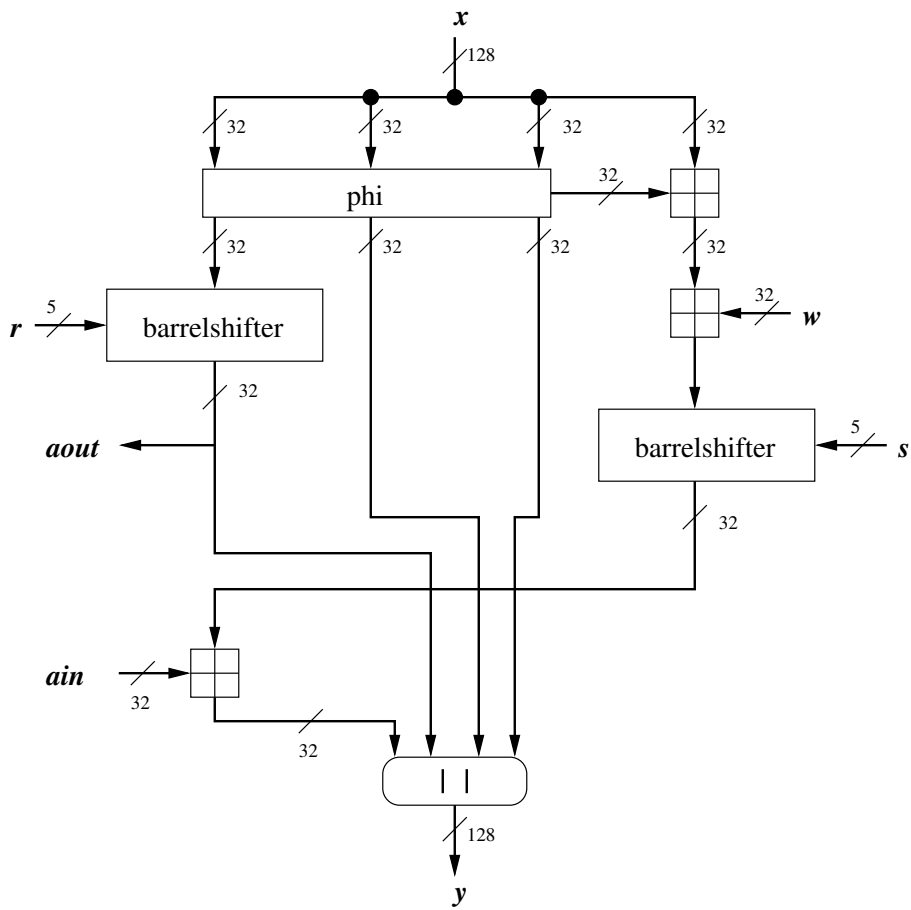 x
128
32 32 32 32
phi 32
32 32 32 32
r 5 barrelshifter 32 w
32
aout barrelshifter 5 s
32
ain 32
32
| |
128
y